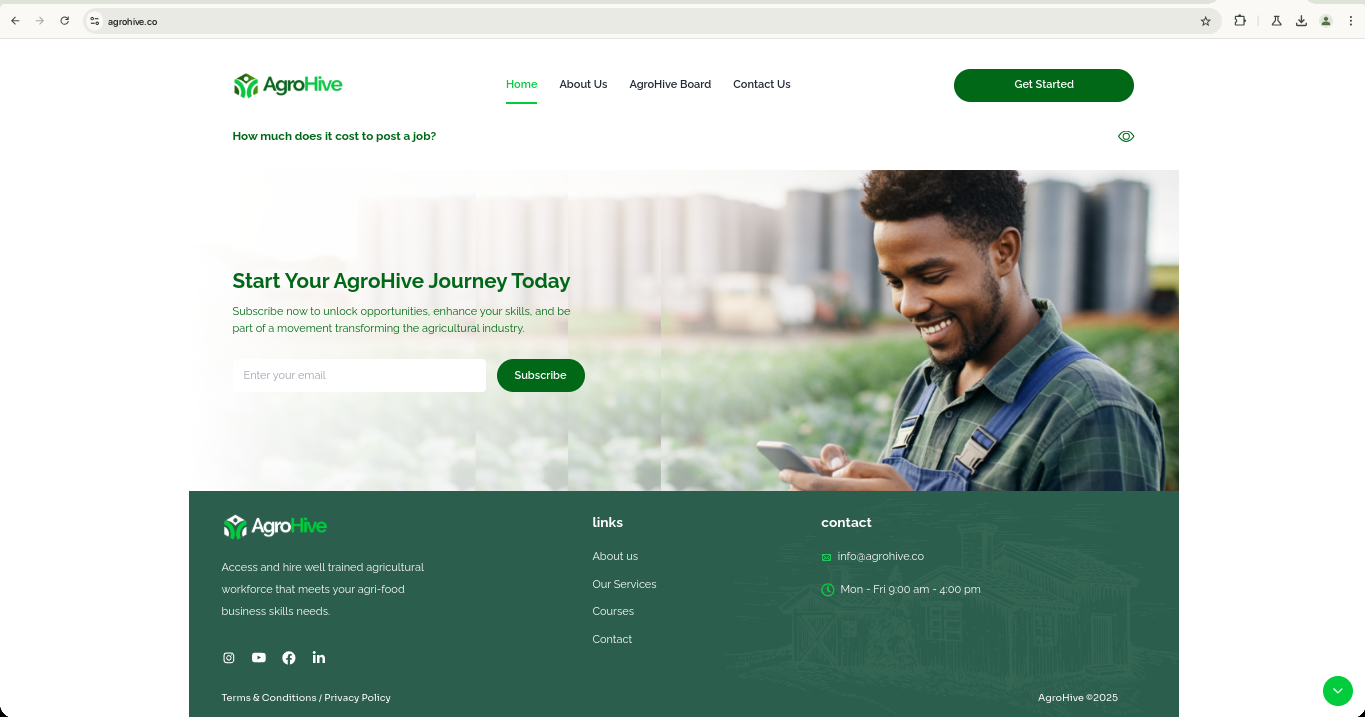 agrohive.co
AgroHive
Home
About Us
AgroHive Board
Contact Us
Get Started
How much does it cost to post a job?
Start Your AgroHive Journey Today
Subscribe now to unlock opportunities, enhance your skills, and be
part of a movement transforming the agricultural industry.
Enter your email
Subscribe
AgroHive
Access and hire well trained agricultural
workforce that meets your agri-food
business skills needs.
links
About us
Our Services
Courses
Contact
contact
info@agrohive.co
Mon - Fri 9:00 am - 4:00 pm
Terms & Conditions / Privacy Policy
AgroHive ©2025